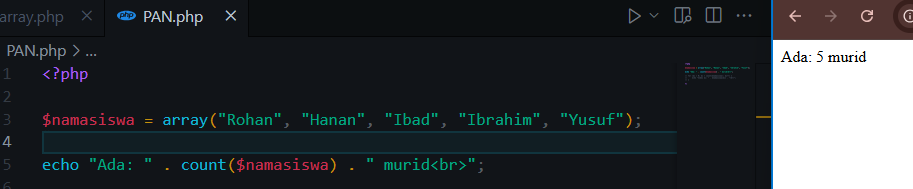 array.php
php PAN.php
PAN.php > ...
1 <?php
2
3 $namasiswa = array("Rohan", "Hanan", "Ibad", "Ibrahim", "Yusuf");
4
5 echo "Ada: " . count($namasiswa) . " murid<br>";
Ada: 5 murid